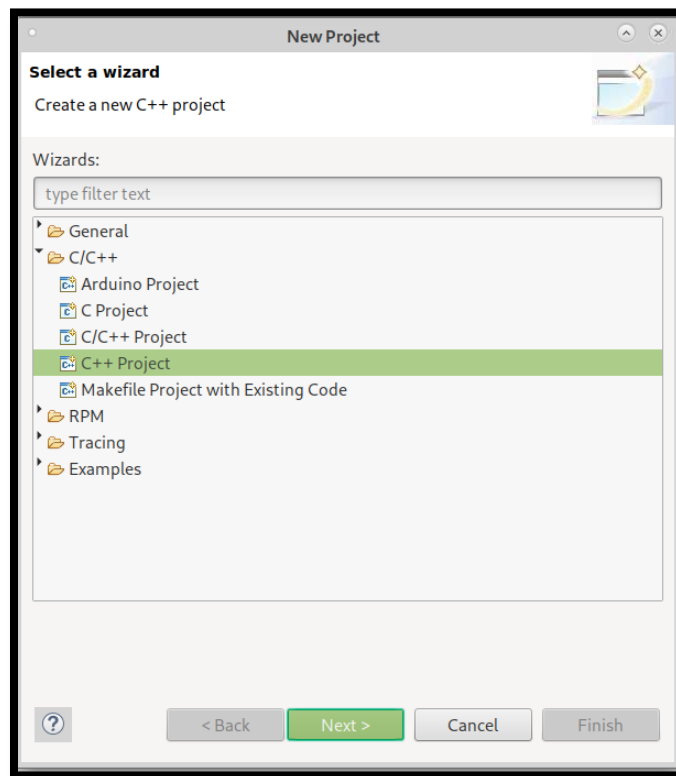 New Project
Select a wizard
Create a new C++ project
Wizards:
type filter text
General
C/C++
Arduino Project
C Project
C/C++ Project
C++ Project
Makefile Project with Existing Code
RPM
Tracing
Examples
? < Back Next > Cancel Finish